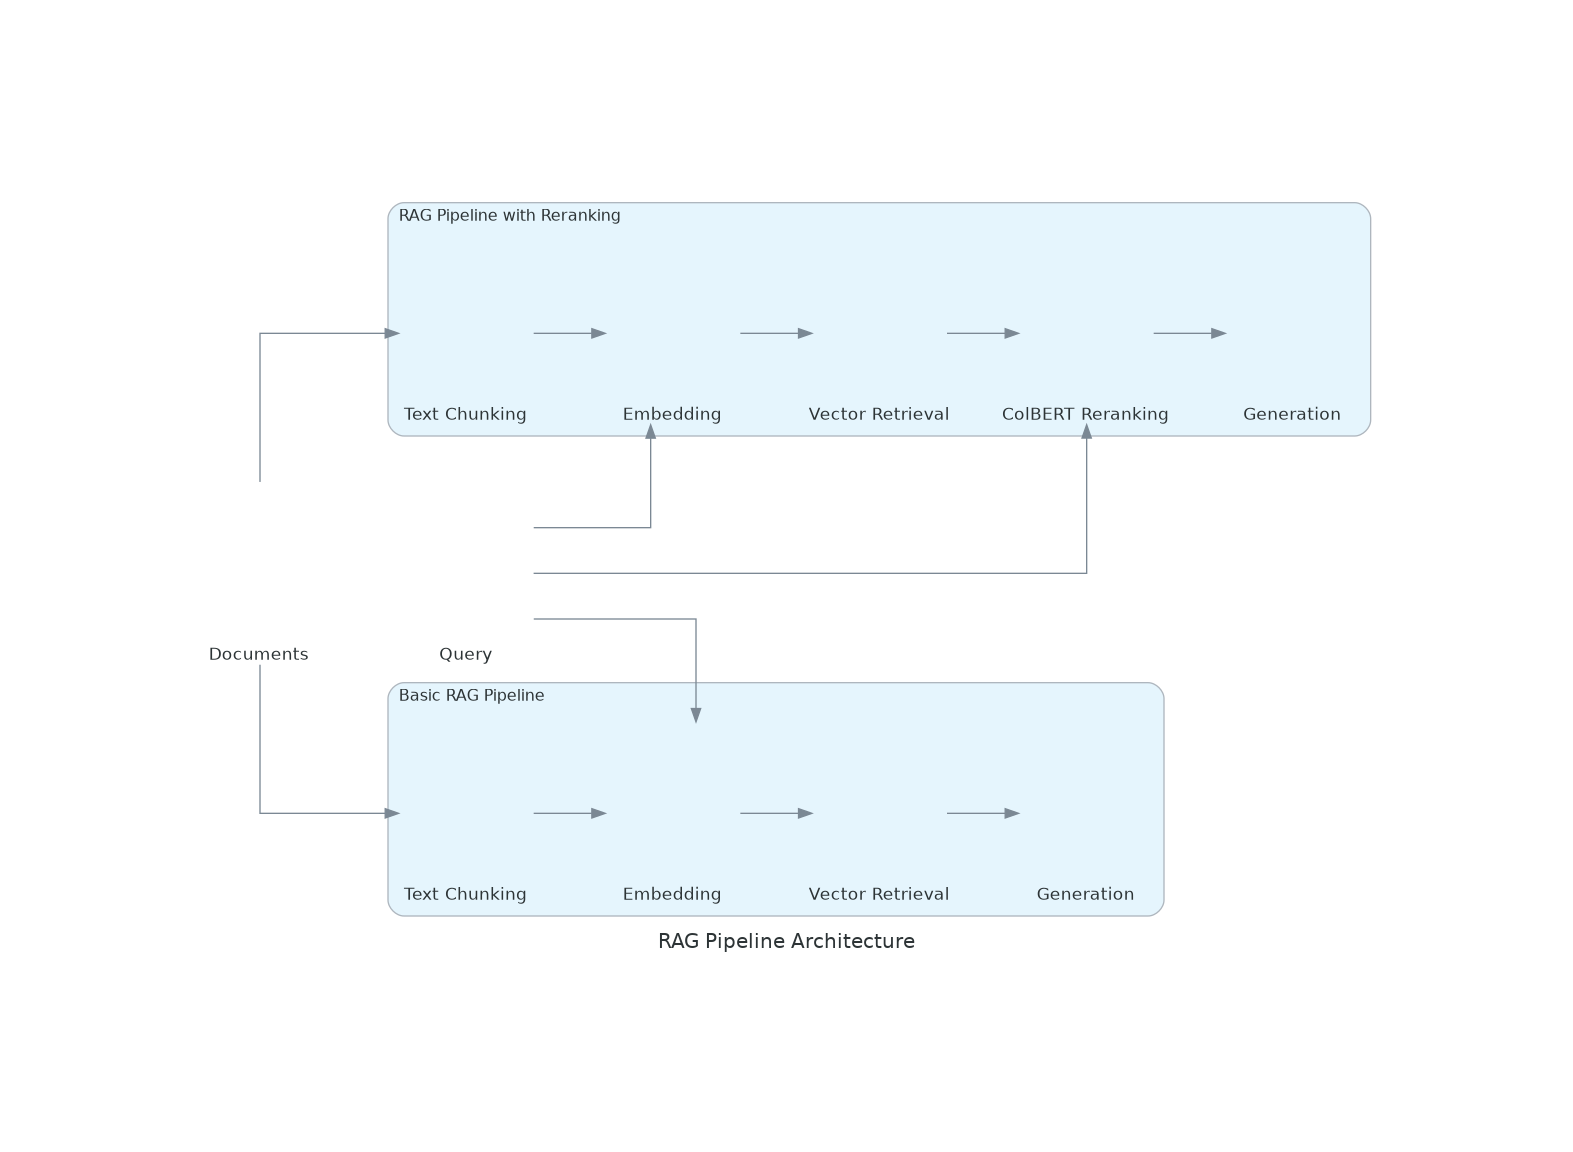 RAG Pipeline with Reranking
Text Chunking
Embedding
Vector Retrieval
ColBERT Reranking
Generation
Documents
Query
Basic RAG Pipeline
Text Chunking
Embedding
Vector Retrieval
Generation
RAG Pipeline Architecture